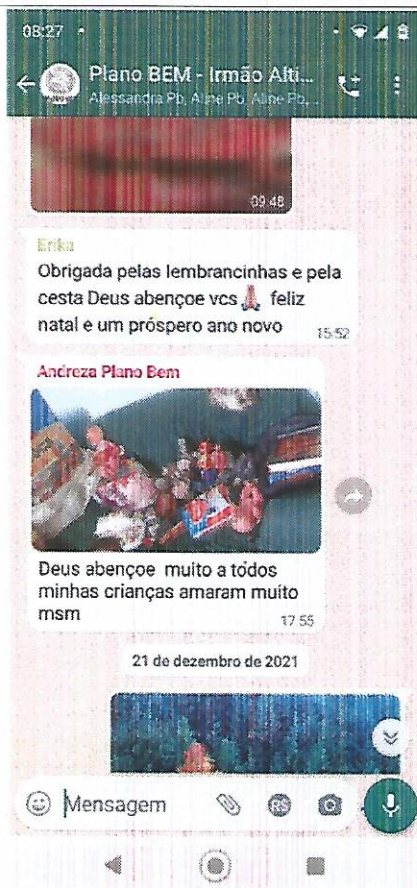 08:27
Plano BEM - Irmão Alti...
Alessandra Pb, Aline Pb, Aline Pb, ...
09:48
Erika
Obrigada pelas lembrancinhas e pela
cesta Deus abençoe vcs🙏 feliz
natal e um próspero ano novo
15:52
Andreza Plano Bem
Deus abençoe muito a todos
minhas crianças amaram muito
msm
17:55
21 de dezembro de 2021
Mensagem
R$